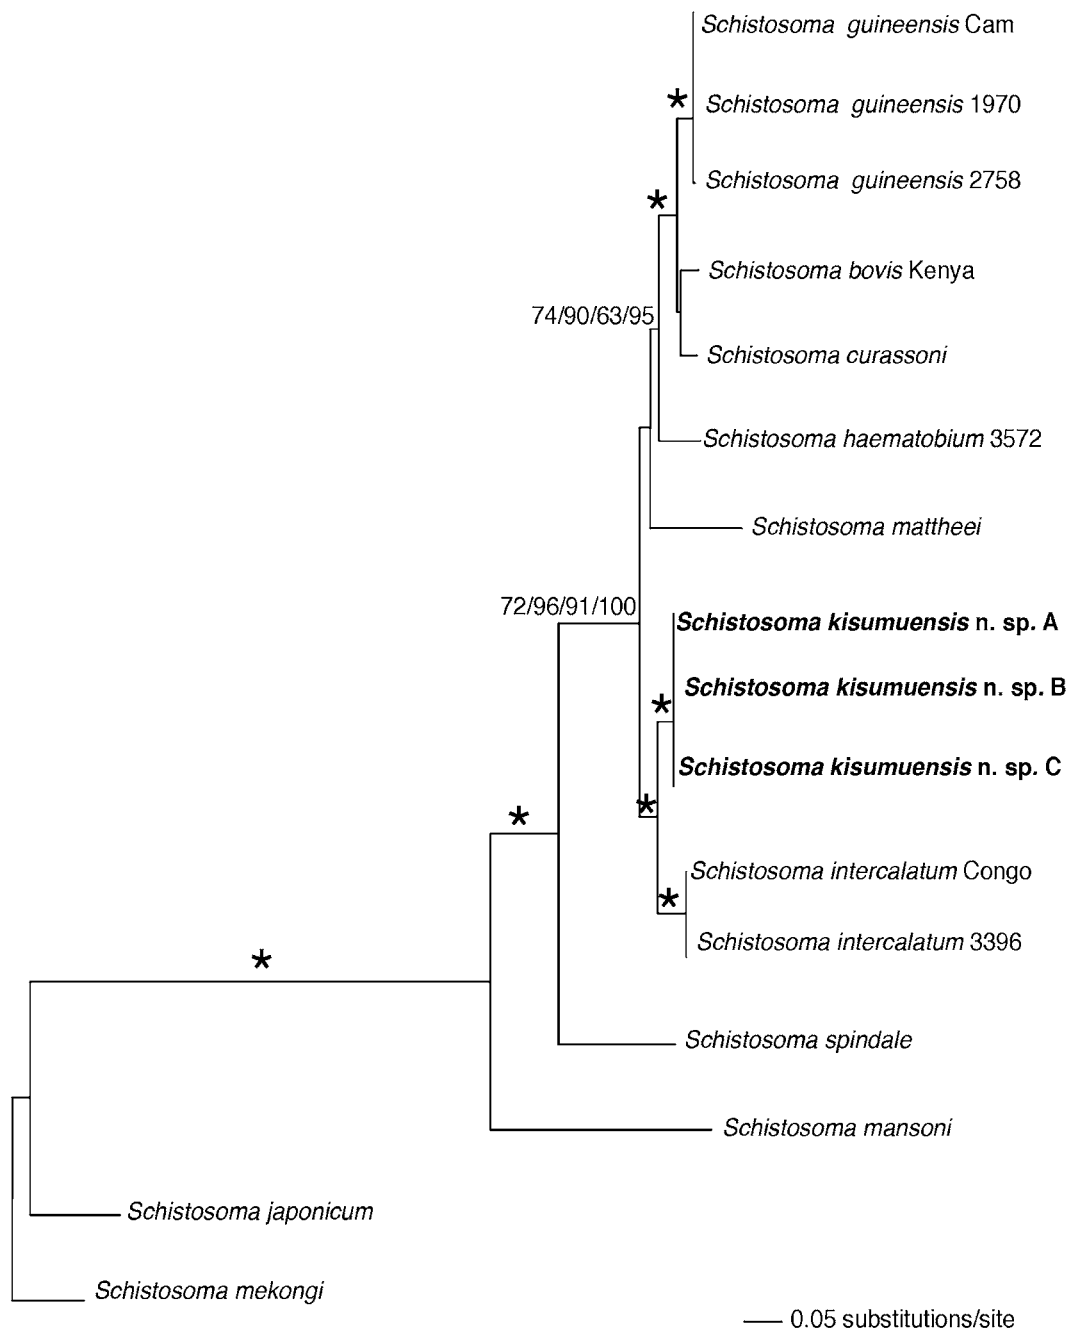 Schistosoma guineensis Cam
*
Schistosoma guineensis 1970
Schistosoma guineensis 2758
*
Schistosoma bovis Kenya
74/90/63/95
Schistosoma curassoni
Schistosoma haematobium 3572
Schistosoma mattheei
72/96/91/100
Schistosoma kisumuensis n. sp. A
Schistosoma kisumuensis n. sp. B
*
Schistosoma kisumuensis n. sp. C
*
*
Schistosoma intercalatum Congo
*
Schistosoma intercalatum 3396
*
Schistosoma spindale
Schistosoma mansoni
Schistosoma japonicum
Schistosoma mekongi
0.05 substitutions/site